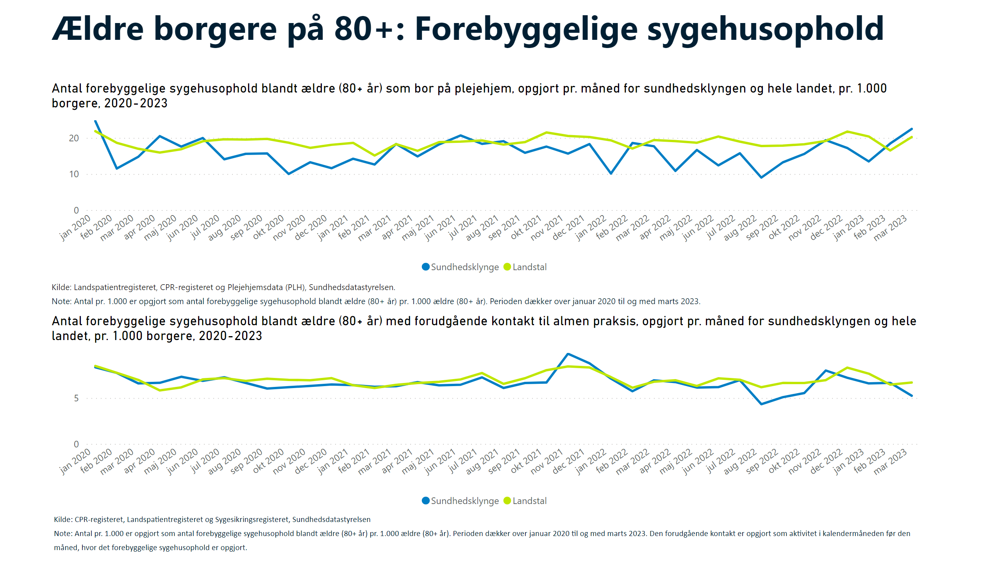 Ældre borgere på 80+: Forebyggelige sygehusophold
Antal forebyggelige sygehusophold blandt ældre (80+ år) som bor på plejehjem, opgjort pr. måned for sundhedsklyngen og hele landet, pr. 1.000
borgere, 2020-2023
20
10
0
jan 2020
feb 2020
mar 2020
apr 2020
maj 2020
jun 2020
jul 2020
aug 2020
sep 2020
okt 2020
nov 2020
dec 2020
jan 2021
feb 2021
mar 2021
apr 2021
maj 2021
jun 2021
jul 2021
aug 2021
sep 2021
okt 2021
nov 2021
dec 2021
jan 2022
feb 2022
mar 2022
apr 2022
maj 2022
jun 2022
jul 2022
aug 2022
sep 2022
okt 2022
nov 2022
dec 2022
jan 2023
feb 2023
mar 2023
Sundhedsklynge Landstal
Kilde: Landspatientregisteret, CPR-registeret og Plejehjemsdata (PLH), Sundhedsdatastyrelsen.
Note: Antal pr. 1.000 er opgjort som antal forebyggelige sygehusophold blandt ældre (80+ år) pr. 1.000 ældre (80+ år). Perioden dækker over januar 2020 til og med marts 2023.
Antal forebyggelige sygehusophold blandt ældre (80+ år) med forudgående kontakt til almen praksis, opgjort pr. måned for sundhedsklyngen og hele
landet, pr. 1.000 borgere, 2020-2023
5
0
jan 2020
feb 2020
mar 2020
apr 2020
maj 2020
jun 2020
jul 2020
aug 2020
sep 2020
okt 2020
nov 2020
dec 2020
jan 2021
feb 2021
mar 2021
apr 2021
maj 2021
jun 2021
jul 2021
aug 2021
sep 2021
okt 2021
nov 2021
dec 2021
jan 2022
feb 2022
mar 2022
apr 2022
maj 2022
jun 2022
jul 2022
aug 2022
sep 2022
okt 2022
nov 2022
dec 2022
jan 2023
feb 2023
mar 2023
Sundhedsklynge Landstal
Kilde: CPR-registeret, Landspatientregisteret og Sygesikringsregisteret, Sundhedsdatastyrelsen
Note: Antal pr. 1.000 er opgjort som antal forebyggelige sygehusophold blandt ældre (80+ år) pr. 1.000 ældre (80+ år). Perioden dækker over januar 2020 til og med marts 2023. Den forudgående kontakt er opgjort som aktivitet i kalendermåneden før den
måned, hvor det forebyggelige sygehusophold er opgjort.